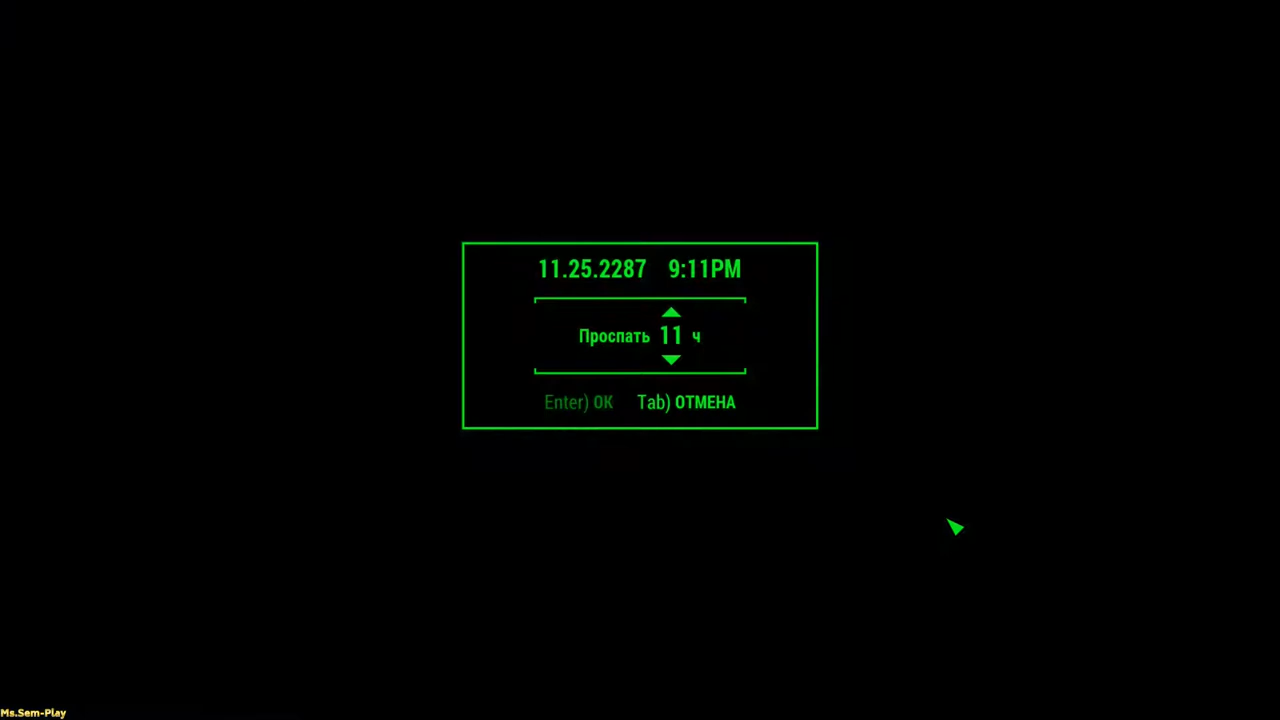 11.25.2287 9:11PM
Проспать 11 ч
Enter) OK Tab) ОТМЕНА
Ms.Sem-Play